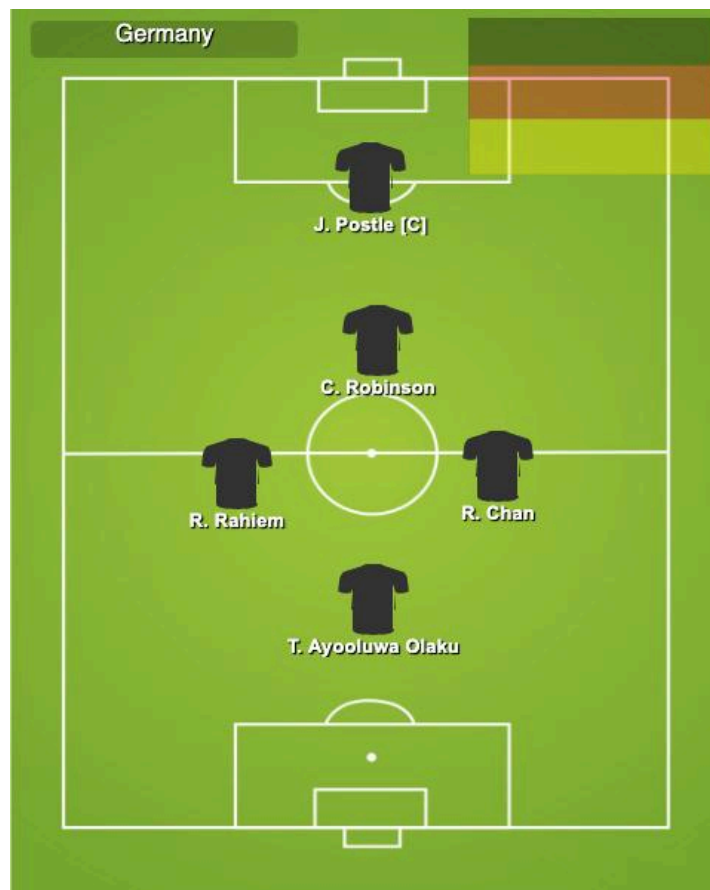 Germany
J. Postle [C]
C. Robinson
R. Rahiem
R. Chan
T. Ayooluwa Olaku